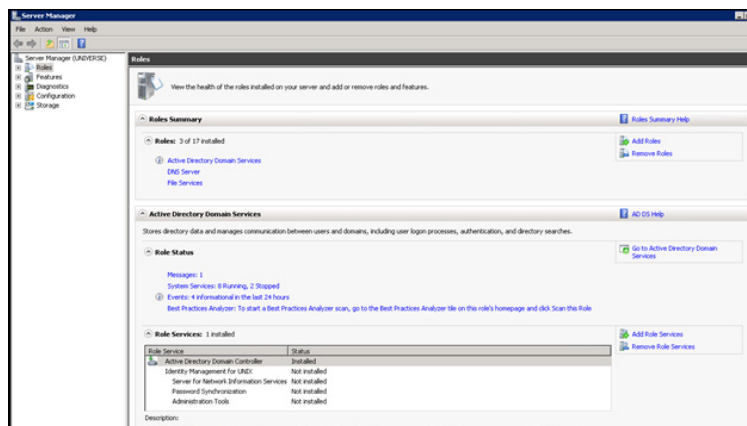 Server Manager
File Action View Help
Server Manager (UNIVERSE)
Roles
Features
Diagnostics
Configuration
Storage
Roles
View the health of the roles installed on your server and add or remove roles and features.
Roles Summary
Roles Summary Help
Roles: 3 of 17 installed
Add Roles
Remove Roles
Active Directory Domain Services
DNS Server
File Services
Active Directory Domain Services
AD DS Help
Stores directory data and manages communication between users and domains, including user logon processes, authentication, and directory searches.
Role Status
Go to Active Directory Domain
Services
Messages: 1
System Services: 8 Running, 2 Stopped
Events: 4 informational in the last 24 hours
Best Practices Analyzer: To start a Best Practices Analyzer scan, go to the Best Practices Analyzer tile on this role's homepage and click Scan this Role
Role Services: 1 installed
Add Role Services
Remove Role Services
Role Service Status
Active Directory Domain Controller Installed
Identity Management for UNIX Not installed
Server for Network Information Services Not installed
Password Synchronization Not installed
Administration Tools Not installed
Description: